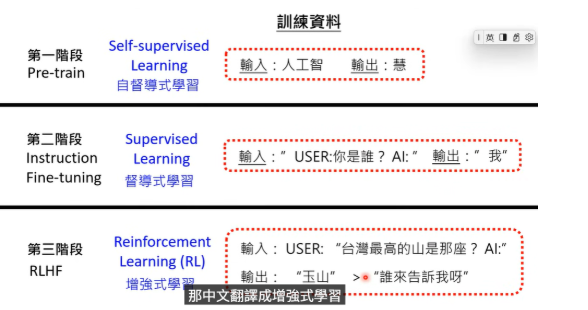 訓練資料
英
第一階段
Pre-train
Self-supervised
Learning
自督導式學習
輸入：人工智 輸出：慧
第二階段
Instruction
Fine-tuning
Supervised
Learning
督導式學習
輸入：” USER:你是誰？ AI: “ 輸出：” 我”
第三階段
RLHF
Reinforcement
Learning (RL)
增強式學習
輸入： USER: “台灣最高的山是那座？ AI:”
輸出： “玉山” > “誰來告訴我呀”
那中文翻譯成增強式學習